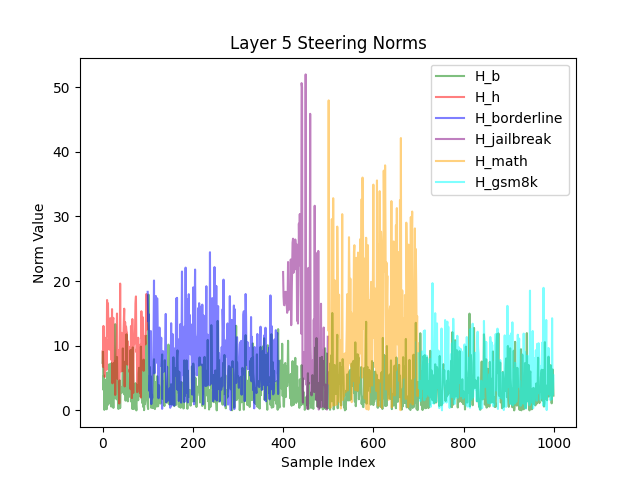 Layer 5 Steering Norms
H_b
H_h
H_borderline
H_jailbreak
H_math
H_gsm8k
Norm Value
50
40
30
20
10
0
0 200 400 600 800 1000
Sample Index